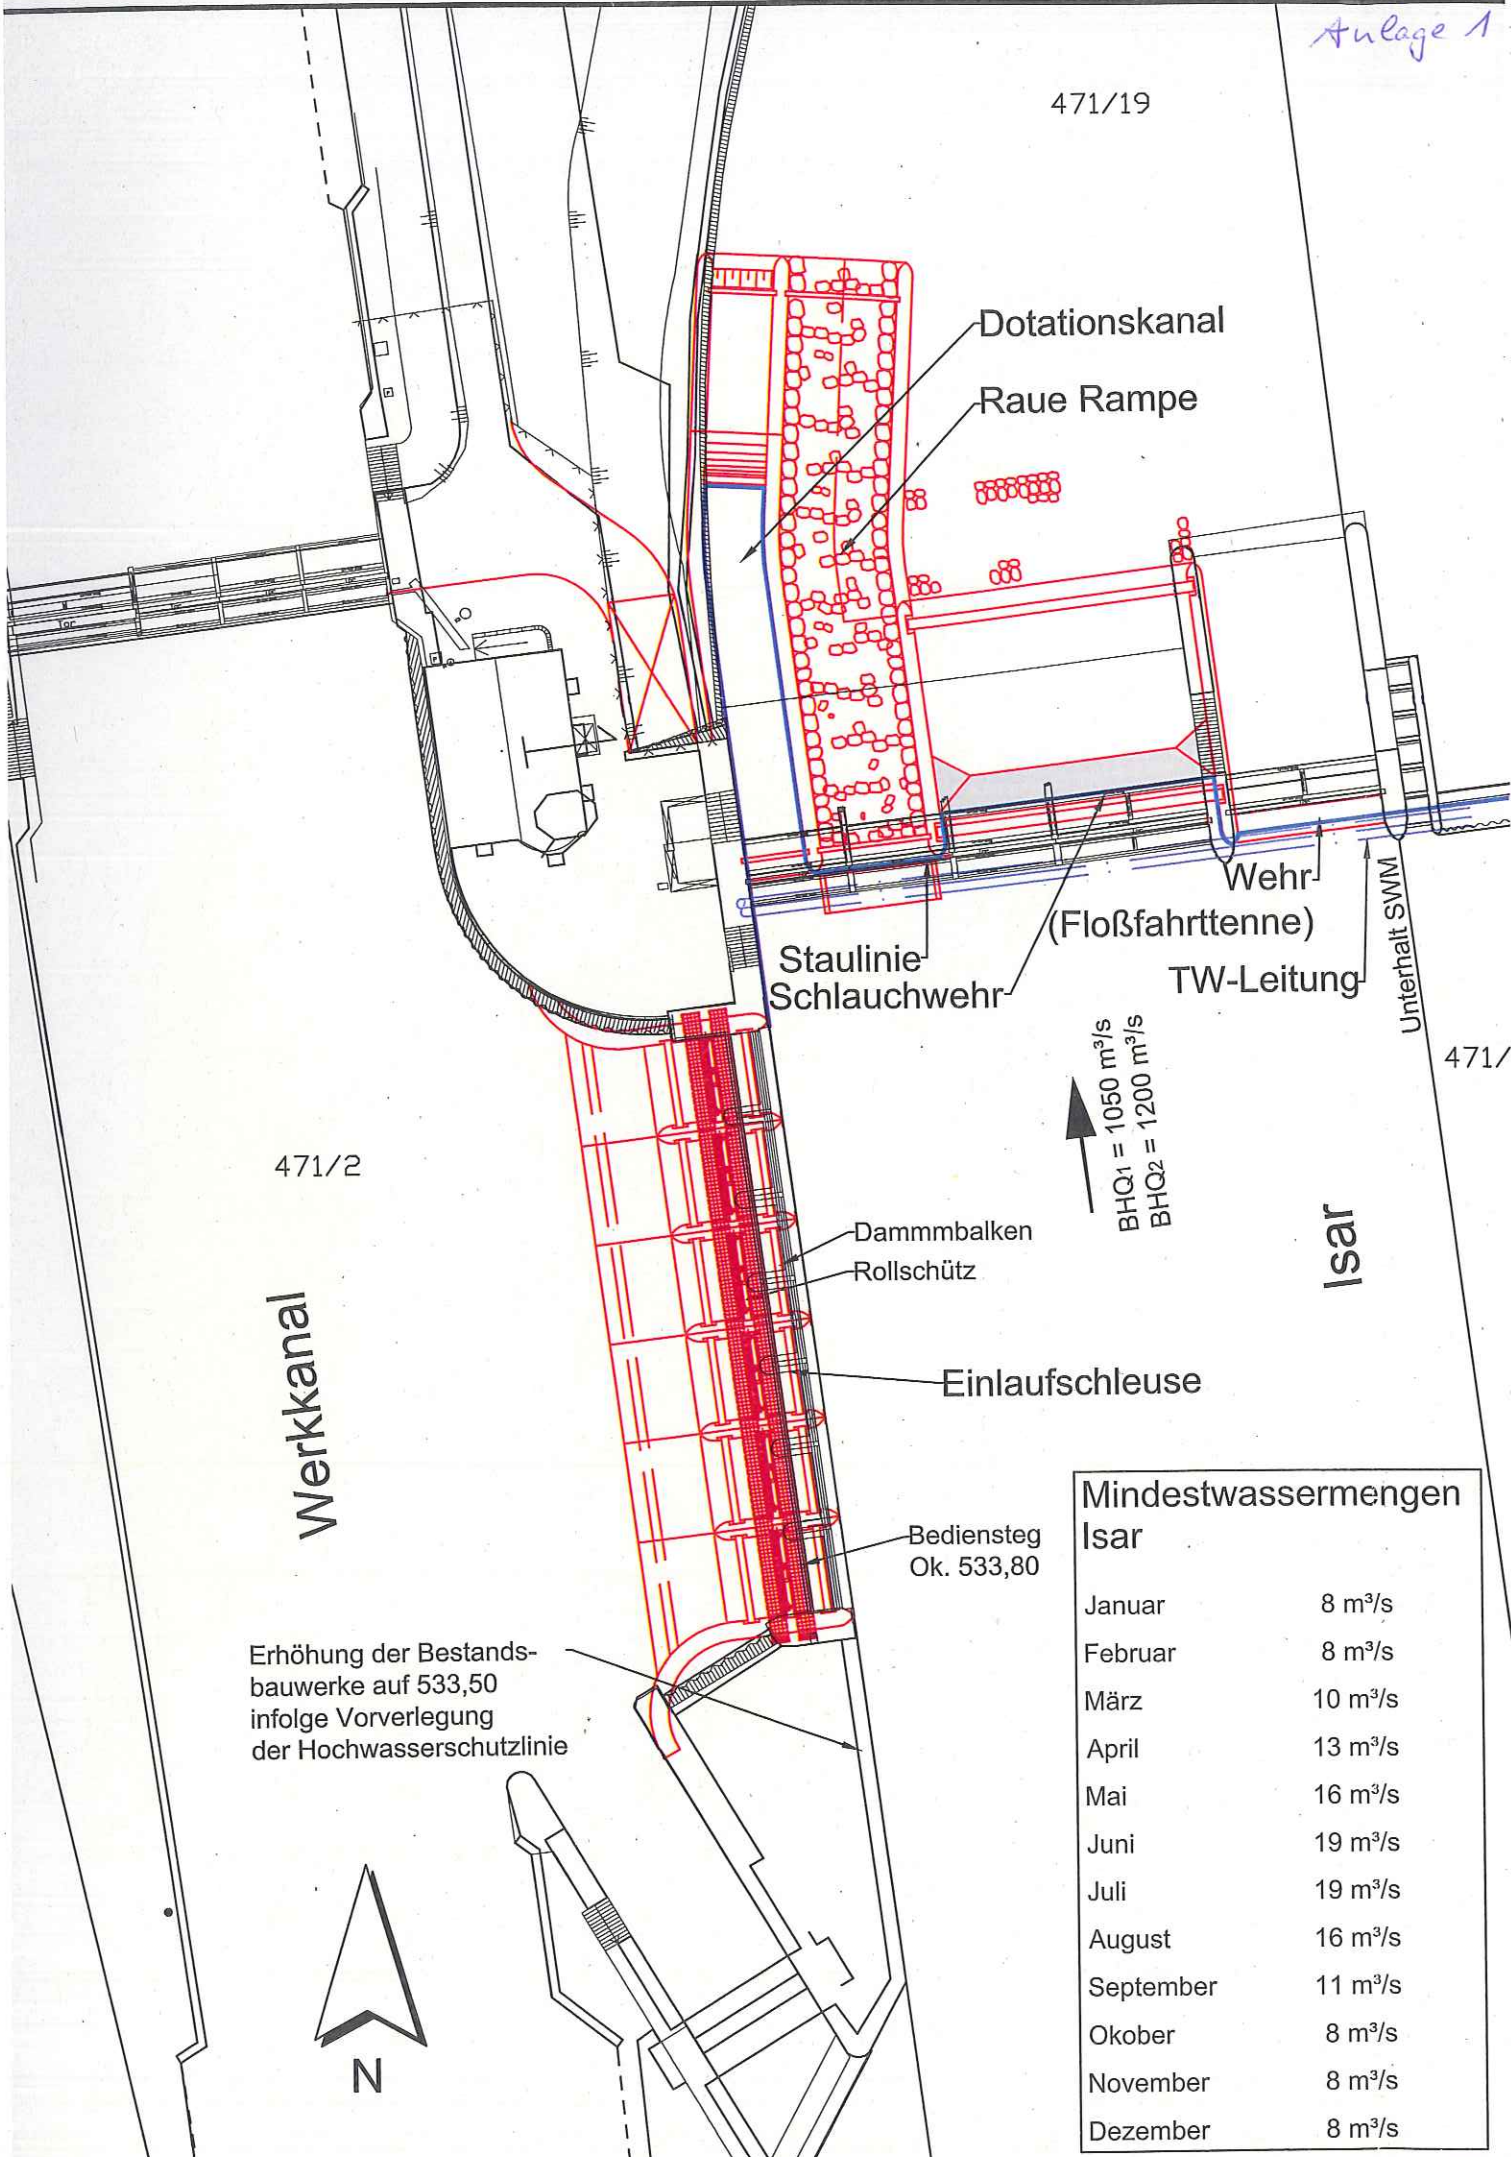 Anlage 1
471/19
Dotationskanal
Raue Rampe
Wehr
(Floßfahrttenne)
Staulinie
Schlauchwehr
TW-Leitung
Unterhalt SWM
471/
BHQ1 = 1050 m³/s
BHQ2 = 1200 m³/s
471/2
Dammmbalken
Rollschütz
Isar
Werkkanal
Einlaufschleuse
Bediensteg
Ok. 533,80
Erhöhung der Bestands-
bauwerke auf 533,50
infolge Vorverlegung
der Hochwasserschutzlinie
N
Mindestwassermengen
Isar
Januar 8 m³/s
Februar 8 m³/s
März 10 m³/s
April 13 m³/s
Mai 16 m³/s
Juni 19 m³/s
Juli 19 m³/s
August 16 m³/s
September 11 m³/s
Okober 8 m³/s
November 8 m³/s
Dezember 8 m³/s